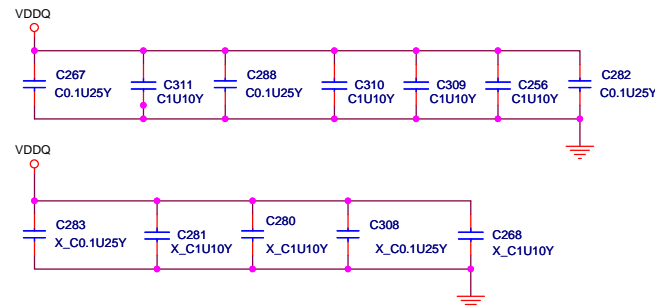 VDDQ
C267
C0.1U25Y
C311
C1U10Y
C288
C0.1U25Y
C310
C1U10Y
C309
C1U10Y
C256
C1U10Y
C282
C0.1U25Y
VDDQ
C283
X_C0.1U25Y
C281
X_C1U10Y
C280
X_C1U10Y
C308
X_C0.1U25Y
C268
X_C1U10Y